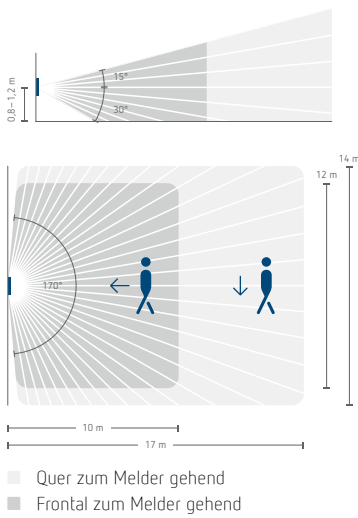 15°
30°
0,8–1,2 m
14 m
12 m
170°
10 m
17 m
Quer zum Melder gehend
Frontal zum Melder gehend